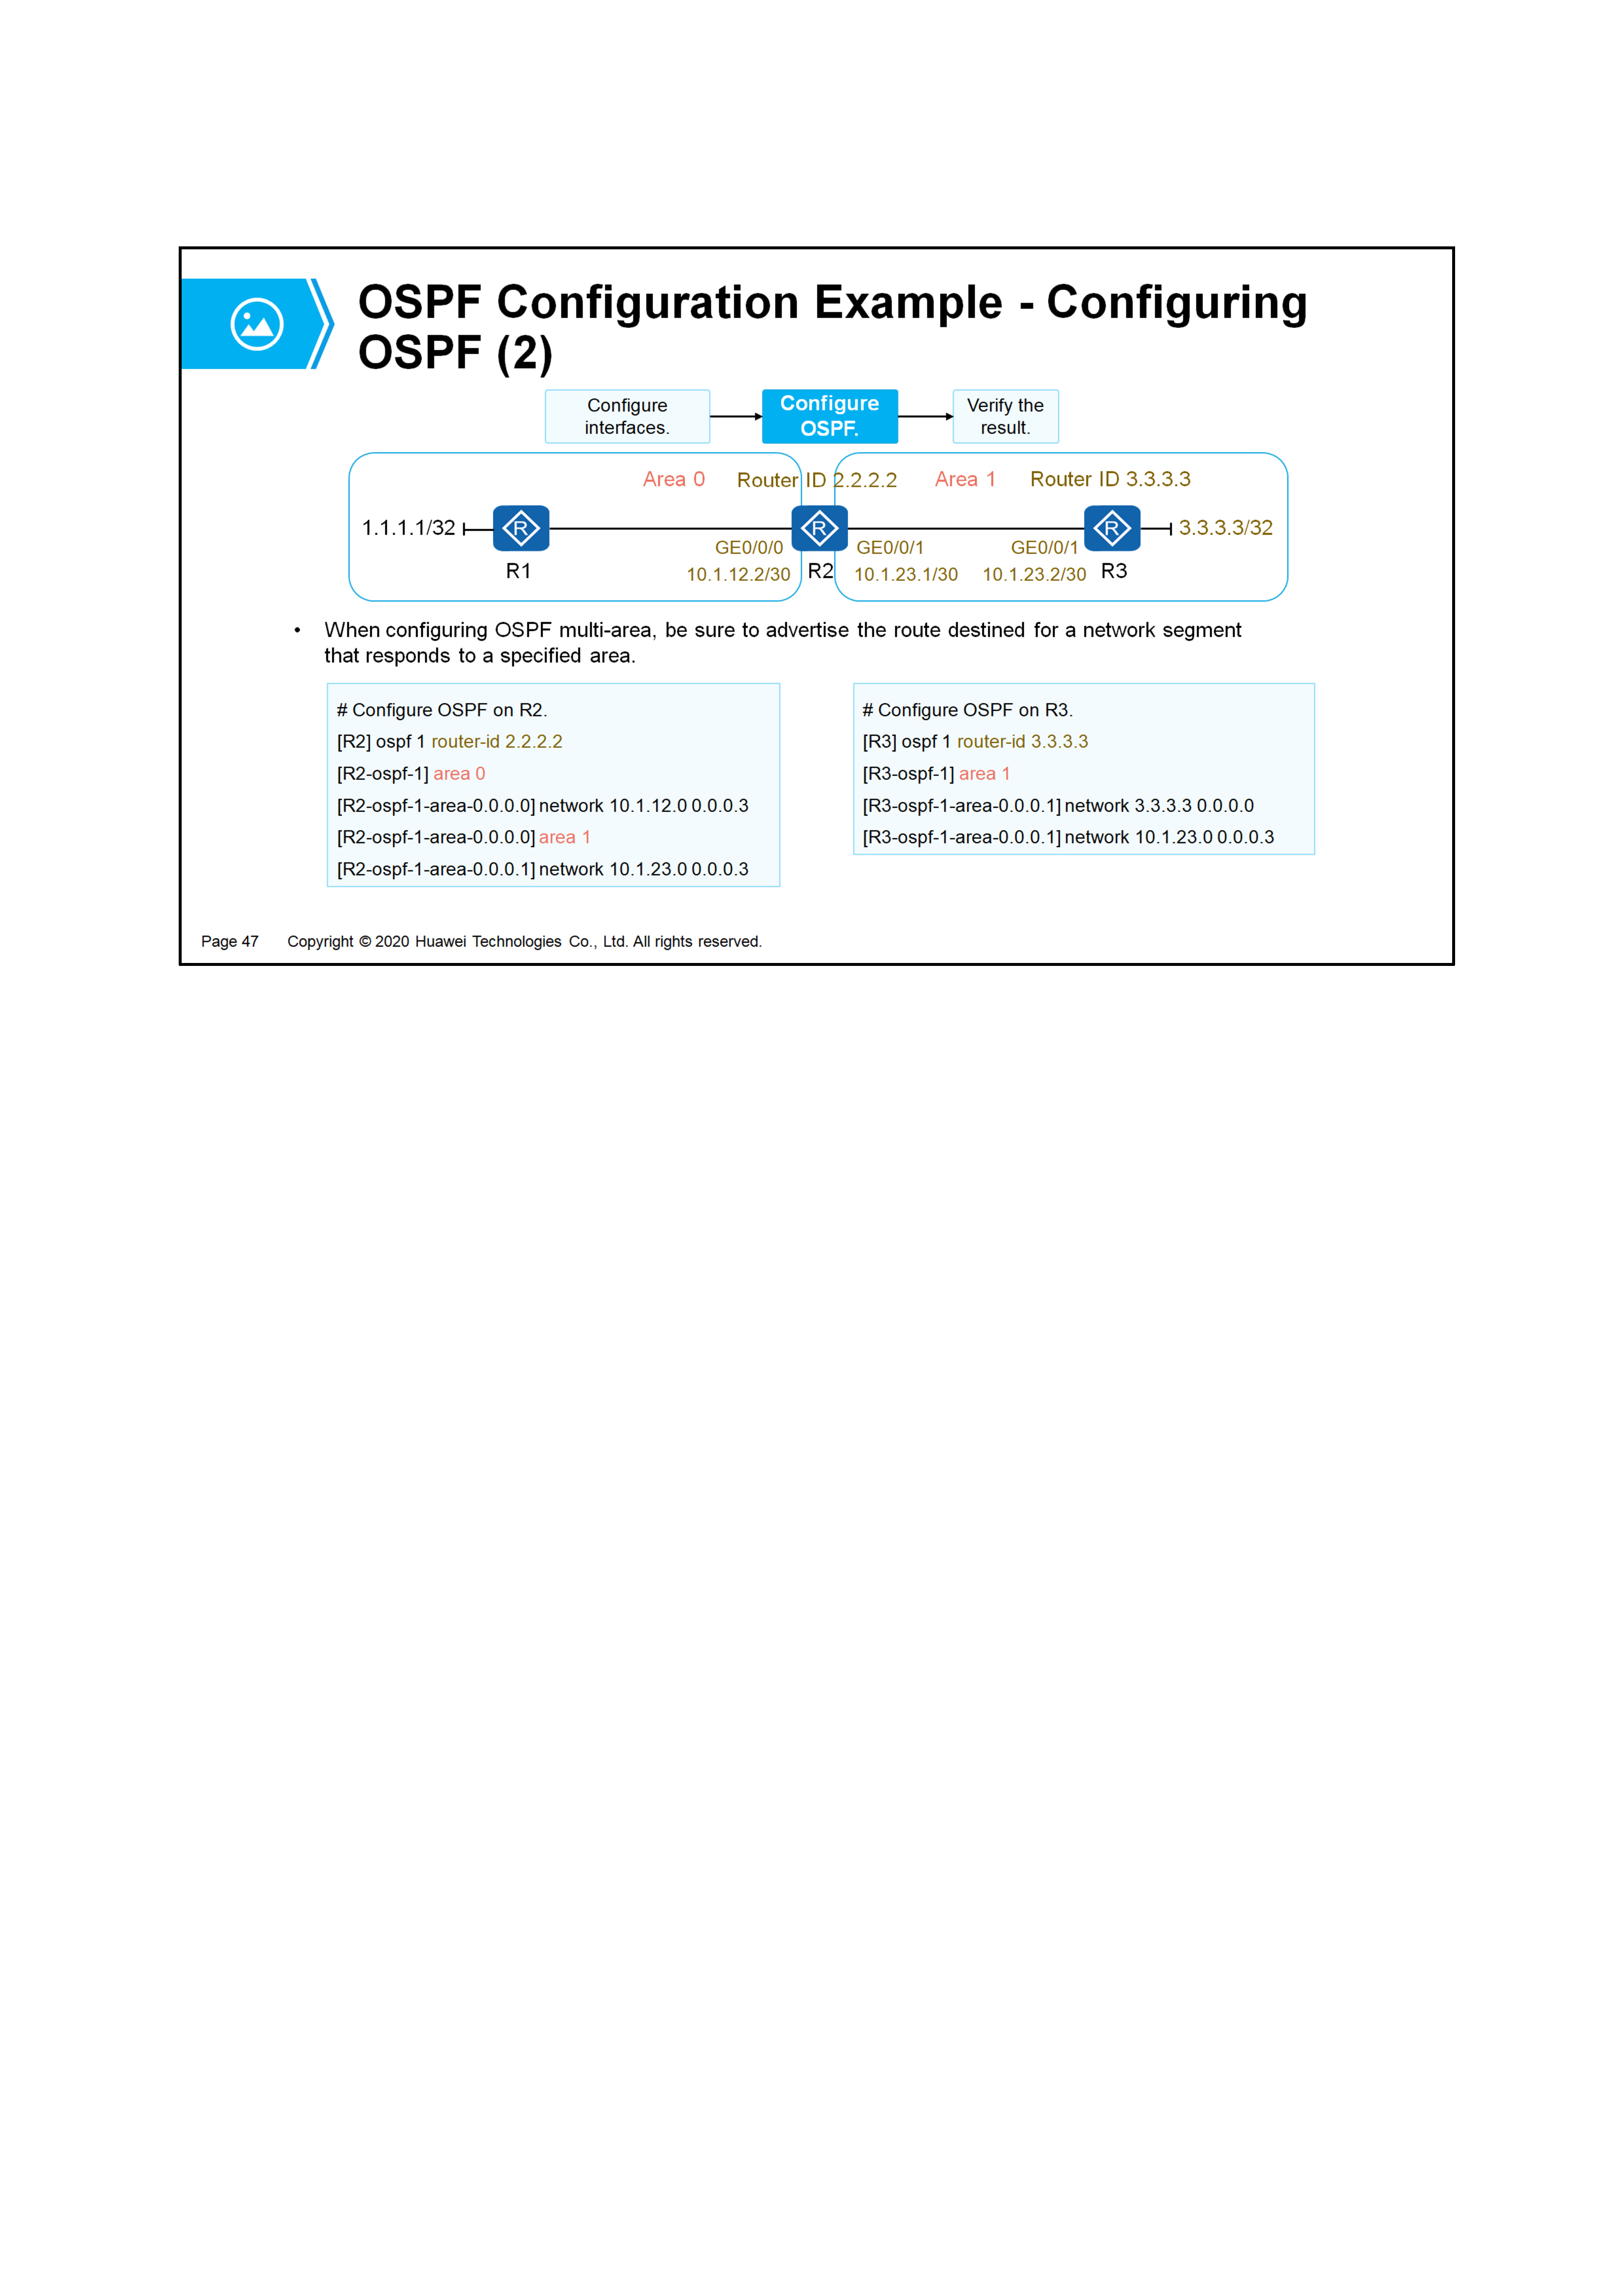 OSPF Configuration Example - Configuring
OSPF (2)
Configure
interfaces.
Configure
OSPF.
Verify the
result.
Area 0
Router ID 2.2.2.2
Area 1
Router ID 3.3.3.3
1.1.1.1/32
R
R
R
3.3.3.3/32
GE0/0/0
GE0/0/1
GE0/0/1
R1
10.1.12.2/30
R2
10.1.23.1/30
10.1.23.2/30
R3
• When configuring OSPF multi-area, be sure to advertise the route destined for a network segment
that responds to a specified area.
# Configure OSPF on R2.
[R2] ospf 1 router-id 2.2.2.2
[R2-ospf-1] area 0
[R2-ospf-1-area-0.0.0.0] network 10.1.12.0 0.0.0.3
[R2-ospf-1-area-0.0.0.0] area 1
[R2-ospf-1-area-0.0.0.1] network 10.1.23.0 0.0.0.3
# Configure OSPF on R3.
[R3] ospf 1 router-id 3.3.3.3
[R3-ospf-1] area 1
[R3-ospf-1-area-0.0.0.1] network 3.3.3.3 0.0.0.0
[R3-ospf-1-area-0.0.0.1] network 10.1.23.0 0.0.0.3
Page 47 Copyright © 2020 Huawei Technologies Co., Ltd. All rights reserved.